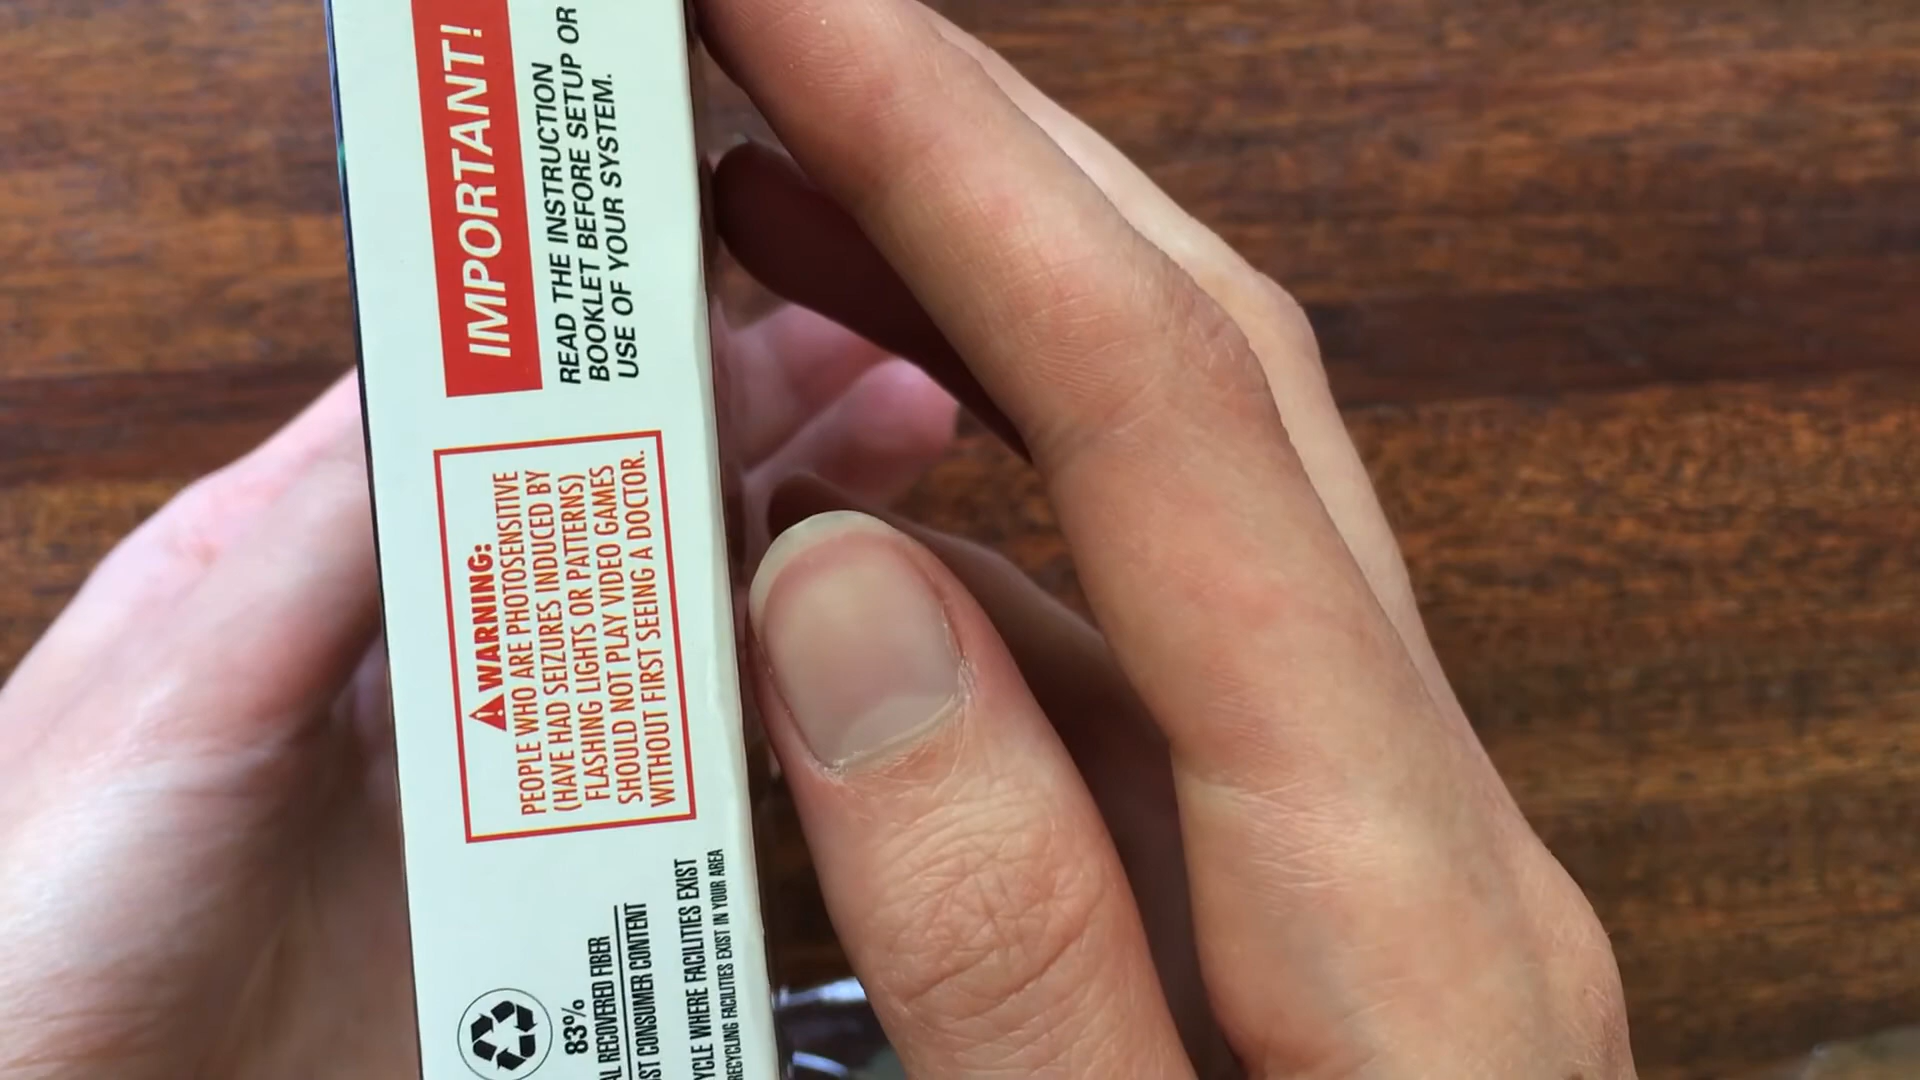 IMPORTANT!
READ THE INSTRUCTION
BOOKLET BEFORE SETUP OR
USE OF YOUR SYSTEM.
WARNING:
PEOPLE WHO ARE PHOTOSENSITIVE
(HAVE HAD SEIZURES INDUCED BY
FLASHING LIGHTS OR PATTERNS)
SHOULD NOT PLAY VIDEO GAMES
WITHOUT FIRST SEEING A DOCTOR.
83%
RECOVERED FIBER
CONSUMER CONTENT
WHERE FACILITIES EXIST
RECYCLING FACILITIES EXIST IN YOUR AREA